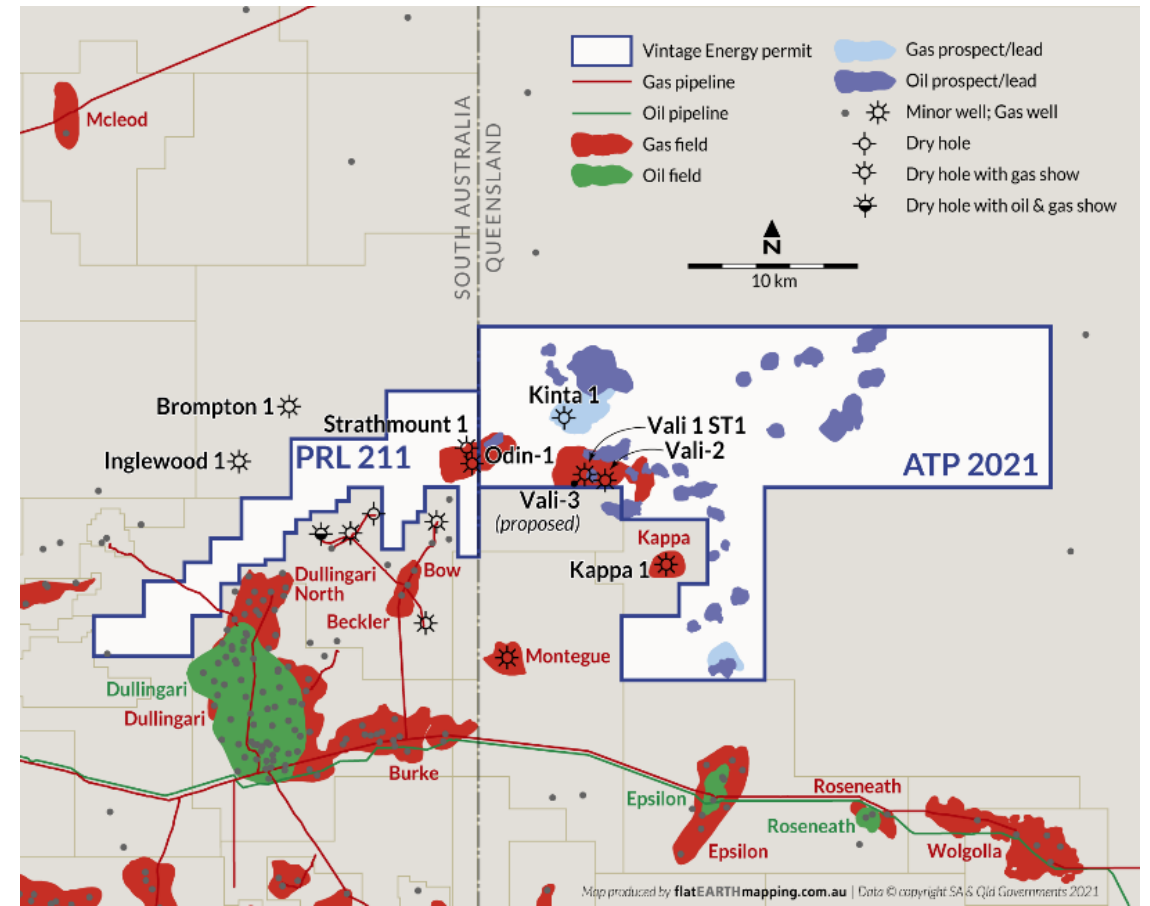 Vintage Energy permit
Gas pipeline
Oil pipeline
Gas field
Oil field
Gas prospect/lead
Oil prospect/lead
Minor well; Gas well
Dry hole
Dry hole with gas show
Dry hole with oil & gas show
N
10 km
SOUTH AUSTRALIA
QUEENSLAND
Mcleod
Brompton 1
Inglewood 1
Strathmount 1
PRL 211
Odin-1
Kinta 1
Vali 1 ST1
Vali-2
Vali-3
(proposed)
ATP 2021
Kappa
Kappa 1
Dullingari
North
Bow
Beckler
Montegue
Dullingari
Dullingari
Burke
Epsilon
Epsilon
Roseneath
Roseneath
Wolgolla
Map produced by flatEARTHmapping.com.au | Data © copyright SA & Qld Governments 2021